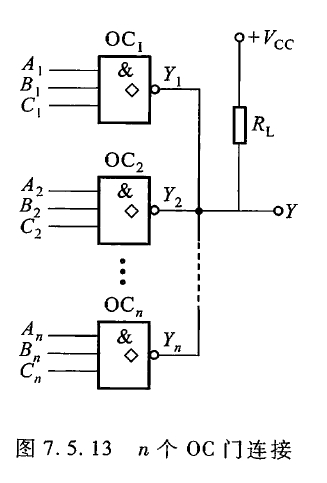 OC₁
+V_CC
A₁
B₁
C₁
&
Y₁
R_L
OC₂
A₂
B₂
C₂
&
Y₂
Y
OCₙ
Aₙ
Bₙ
Cₙ
&
Yₙ
图 7.5.13 n 个 OC 门连接